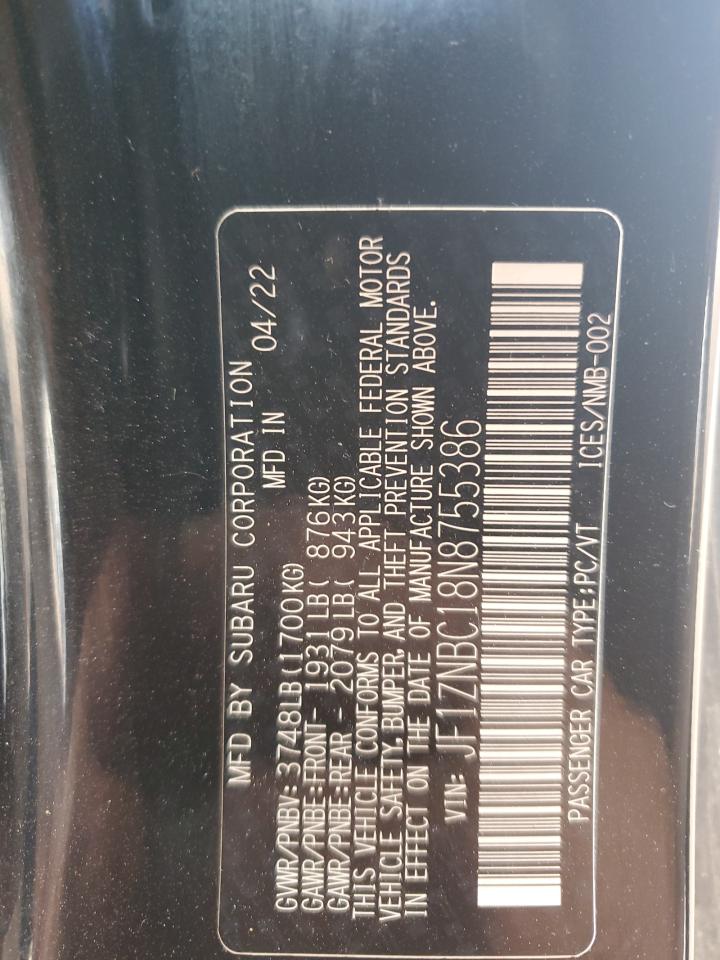 MFD BY SUBARU CORPORATION
MFD IN 04/22
GVWR/PNBV:3748LB(1700KG)
GAWR/PNBE:FRONT- 1931LB( 876KG)
GAWR/PNBE:REAR - 2079LB( 943KG)
THIS VEHICLE CONFORMS TO ALL APPLICABLE FEDERAL MOTOR
VEHICLE SAFETY, BUMPER, AND THEFT PREVENTION STANDARDS
IN EFFECT ON THE DATE OF MANUFACTURE SHOWN ABOVE.
VIN: JF1ZNBC18N8755386
PASSENGER CAR TYPE:PC/VT ICES/NMB-002